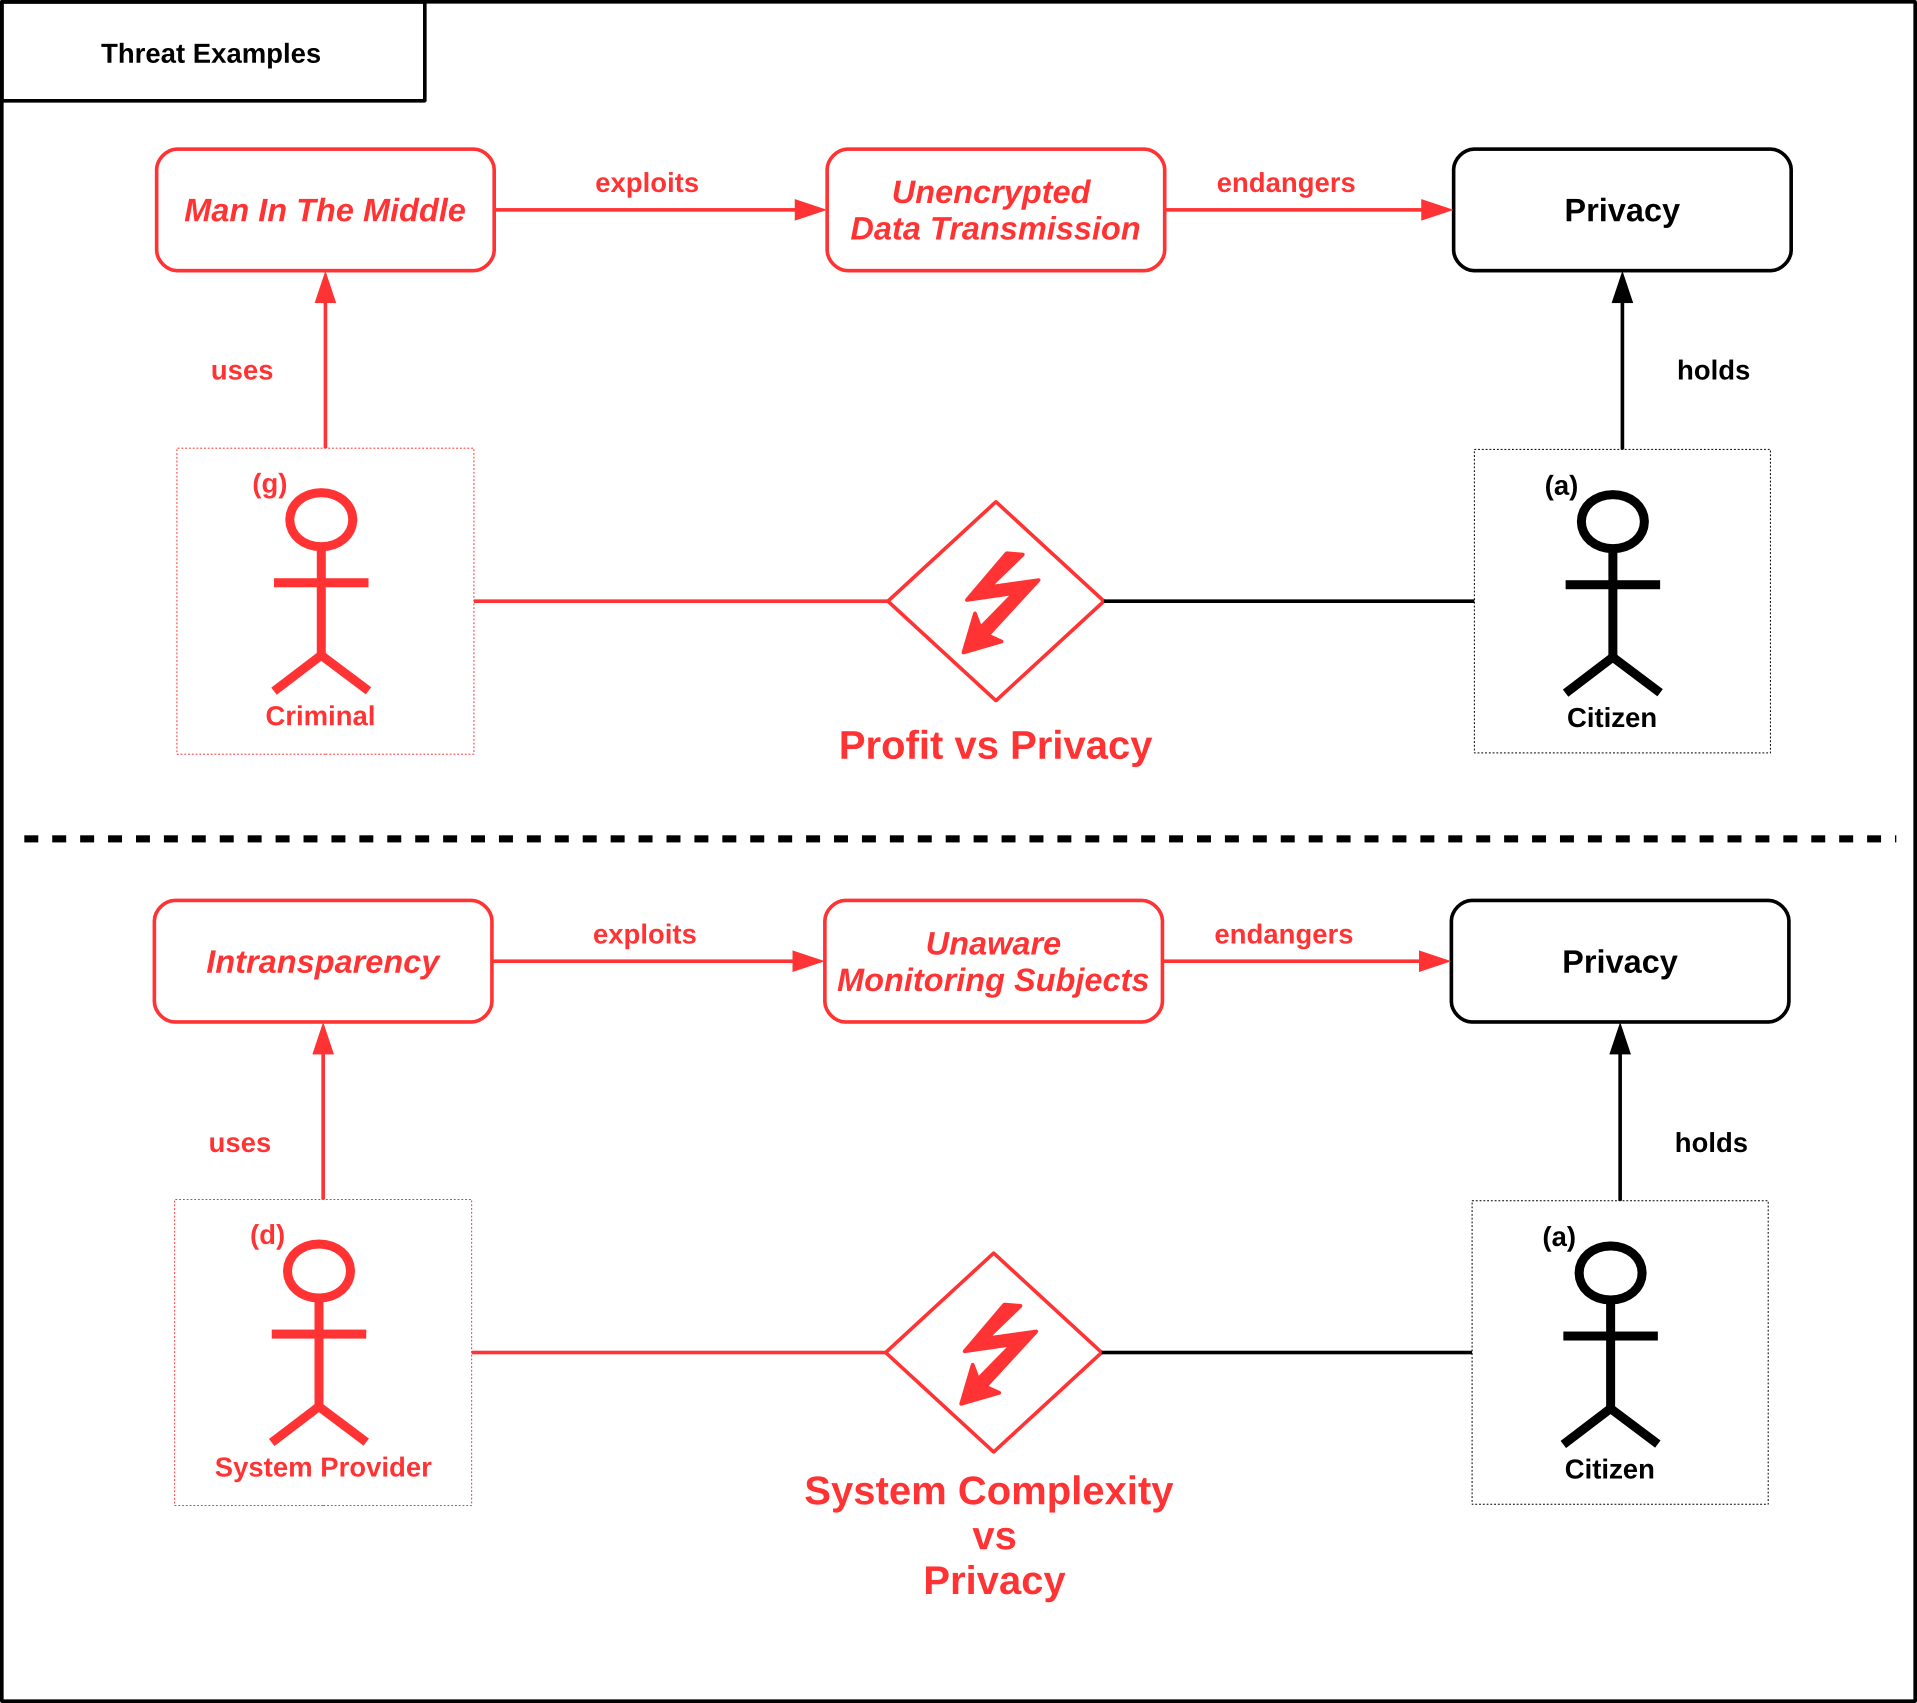 Threat Examples
exploits
endangers
Man In The Middle
Unencrypted
Data Transmission
Privacy
uses
holds
(g)
(a)
Criminal
Citizen
Profit vs Privacy
exploits
endangers
Intransparency
Unaware
Monitoring Subjects
Privacy
uses
holds
(d)
(a)
System Provider
Citizen
System Complexity
vs
Privacy